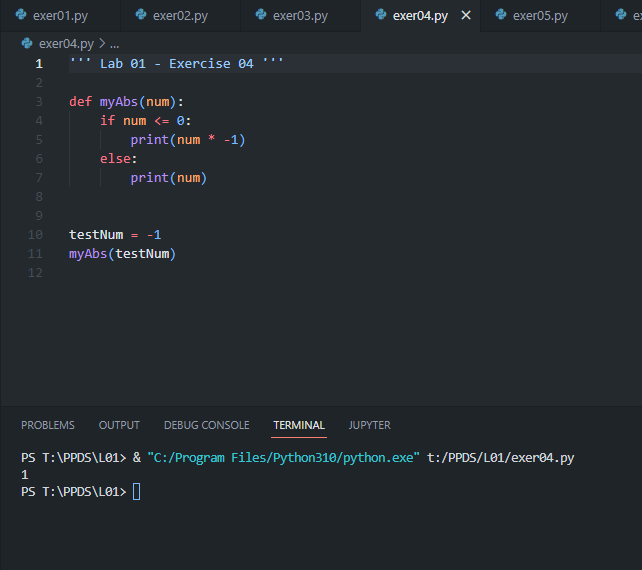 exer01.py exer02.py exer03.py exer04.py exer05.py
exer04.py > ...
1 ''' Lab 01 - Exercise 04 '''
2
3 def myAbs(num):
4     if num <= 0:
5         print(num * -1)
6     else:
7         print(num)
8
9
10 testNum = -1
11 myAbs(testNum)
12
PROBLEMS OUTPUT DEBUG CONSOLE TERMINAL JUPYTER
PS T:\PPDS\L01> & "C:/Program Files/Python310/python.exe" t:/PPDS/L01/exer04.py
1
PS T:\PPDS\L01>